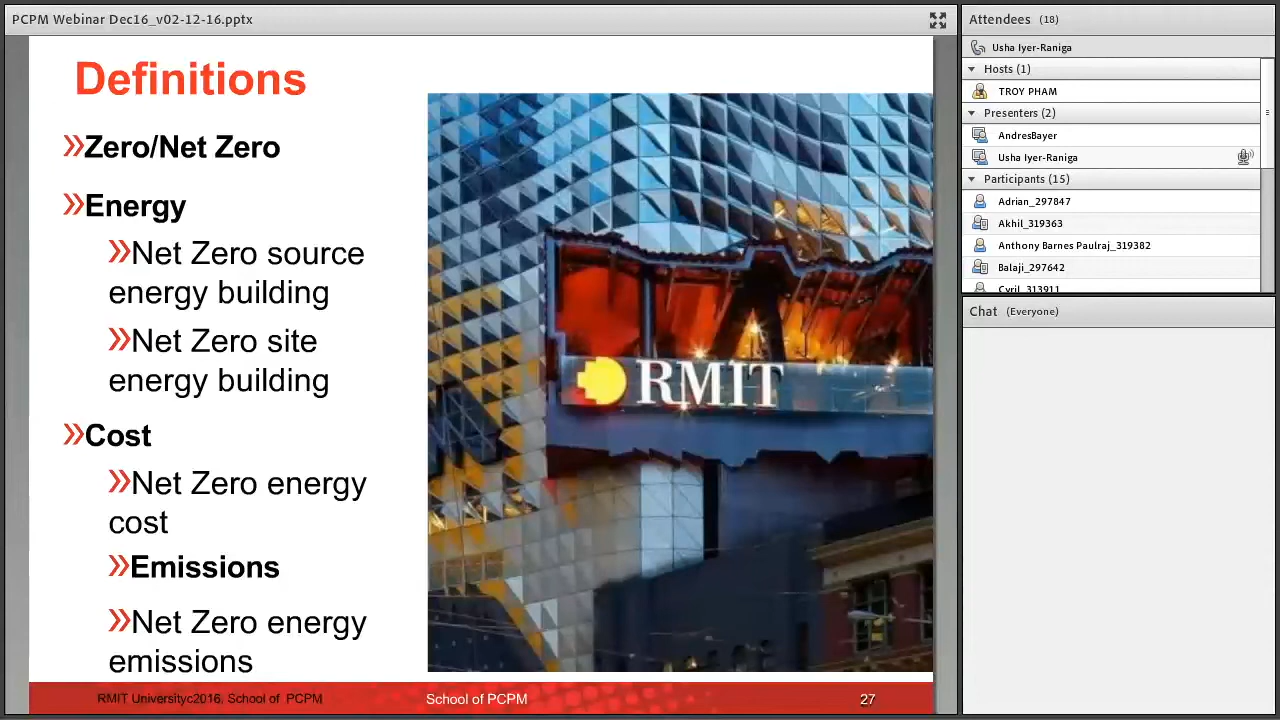 PCPM Webinar Dec16_v02-12-16.pptx
Definitions
»Zero/Net Zero
»Energy
»Net Zero source
energy building
»Net Zero site
energy building
»Cost
»Net Zero energy
cost
»Emissions
»Net Zero energy
emissions
RMIT
RMIT Universityc2016, School of PCPM
School of PCPM
27
Attendees (18)
Usha Iyer-Raniga
Hosts (1)
TROY PHAM
Presenters (2)
AndresBayer
Usha Iyer-Raniga
Participants (15)
Adrian_297847
Akhil_319363
Anthony Barnes Paulraj_319382
Balaji_297642
Cyril_313911
Chat (Everyone)